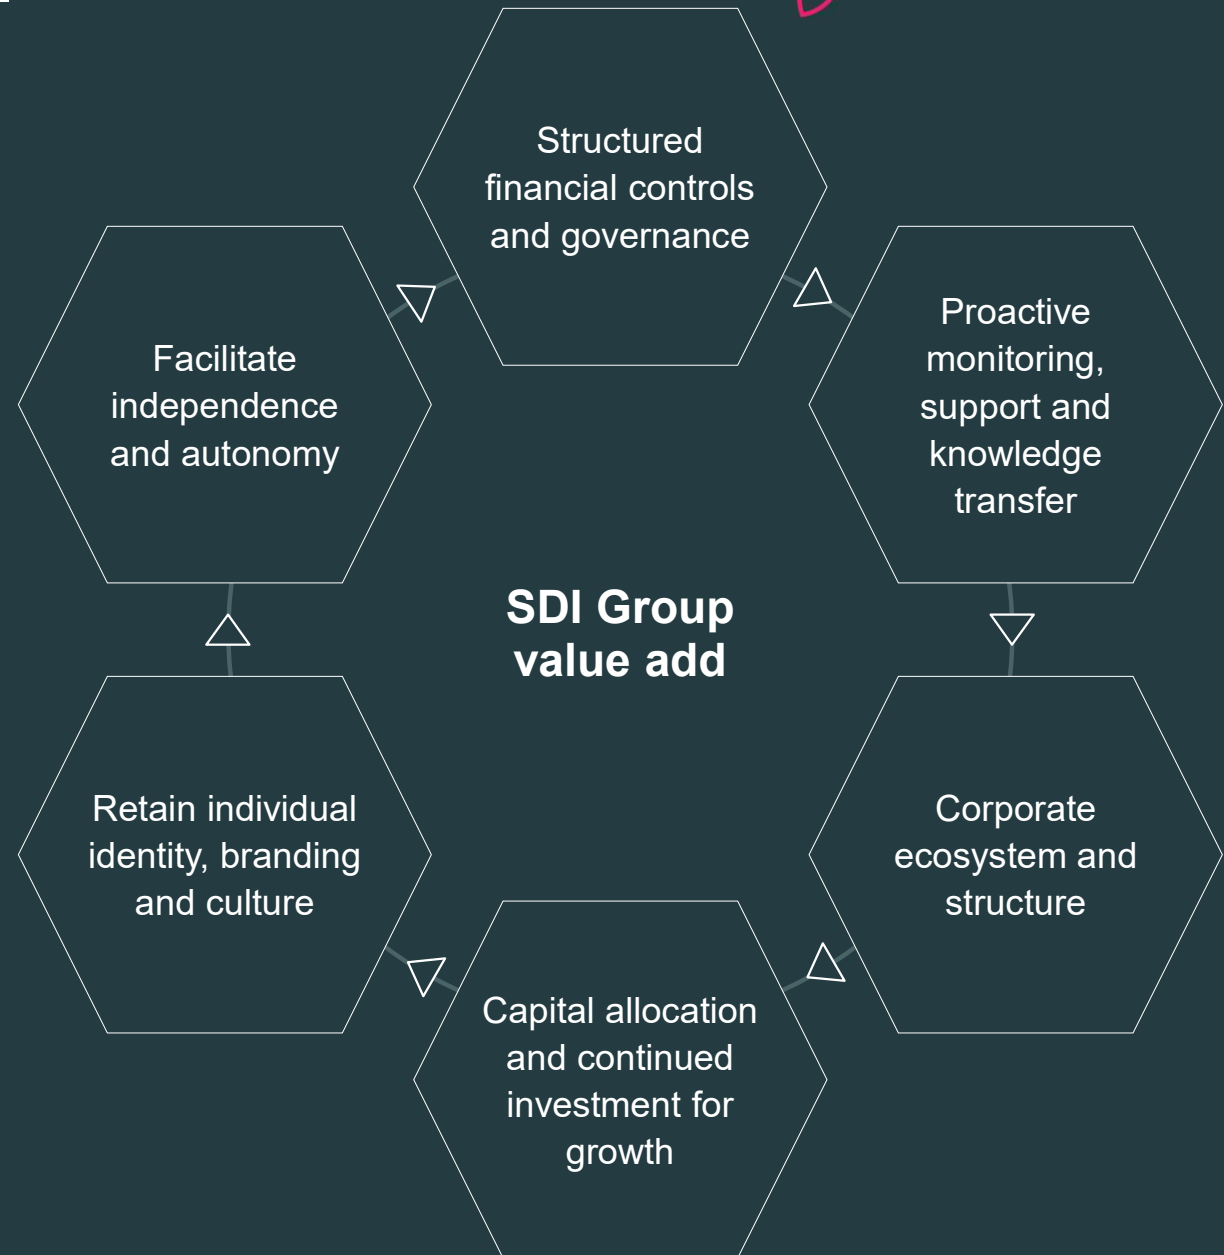 Structured
financial controls
and governance
Proactive
monitoring,
support and
knowledge
transfer
Facilitate
independence
and autonomy
SDI Group
value add
Retain individual
identity, branding
and culture
Corporate
ecosystem and
structure
Capital allocation
and continued
investment for
growth